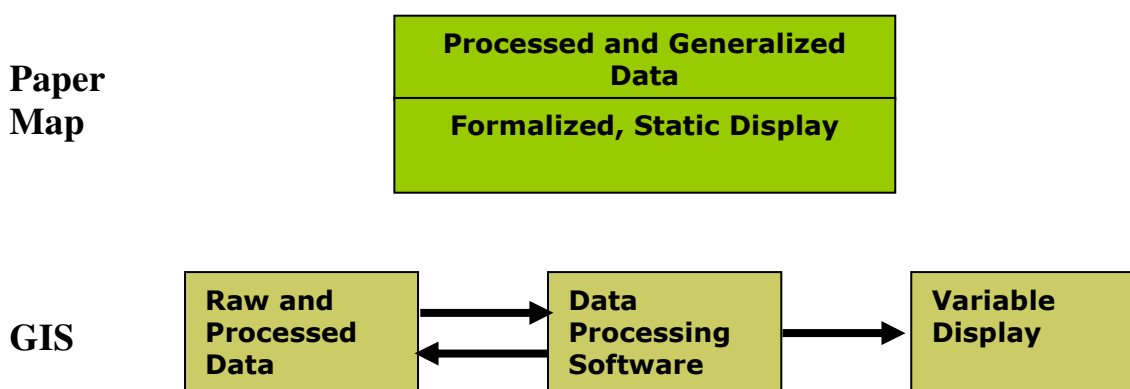 Paper
Map
Processed and Generalized
Data
Formalized, Static Display
GIS
Raw and
Processed
Data
Data
Processing
Software
Variable
Display